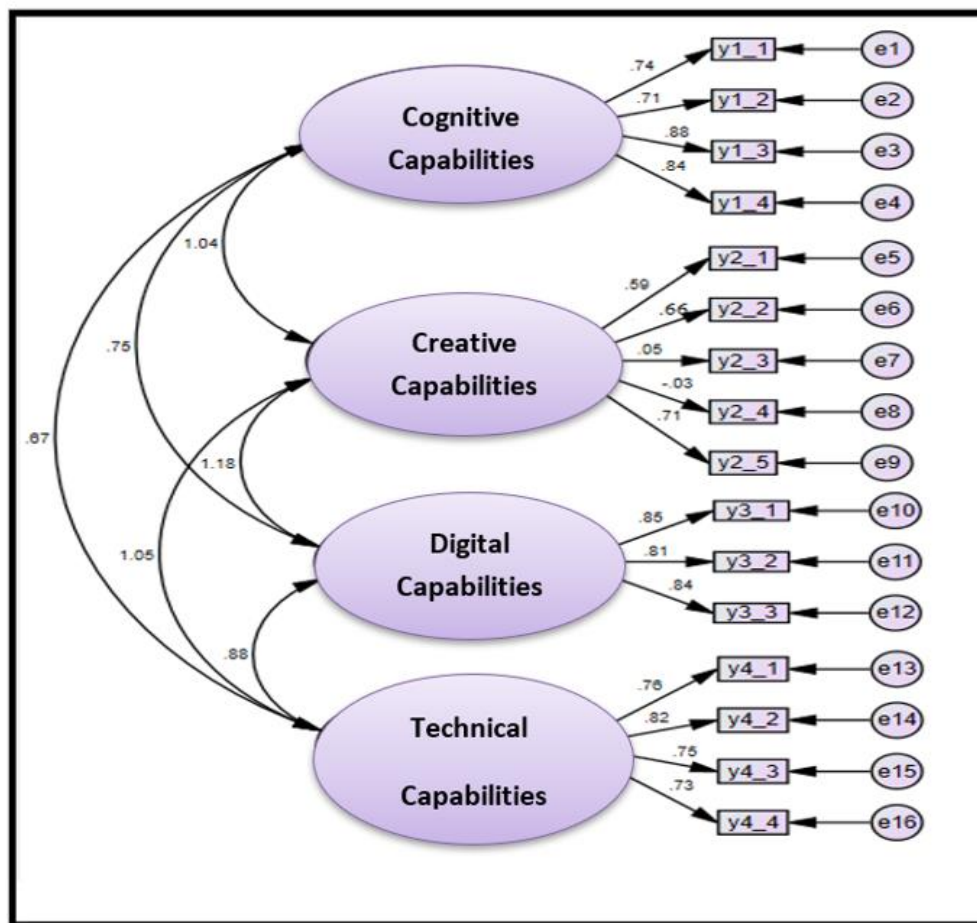 y1_1 e1
.74
Cognitive
Capabilities
.71 y1_2 e2
.88 y1_3 e3
.84 y1_4 e4
1.04
y2_1 e5
.59
Creative
Capabilities
.66 y2_2 e6
.05 y2_3 e7
-.03 y2_4 e8
.71 y2_5 e9
.75
.67
1.18
Digital
Capabilities
.85 y3_1 e10
.81 y3_2 e11
.84 y3_3 e12
1.05
.88
Technical
Capabilities
.76 y4_1 e13
.82 y4_2 e14
.75 y4_3 e15
.73 y4_4 e16